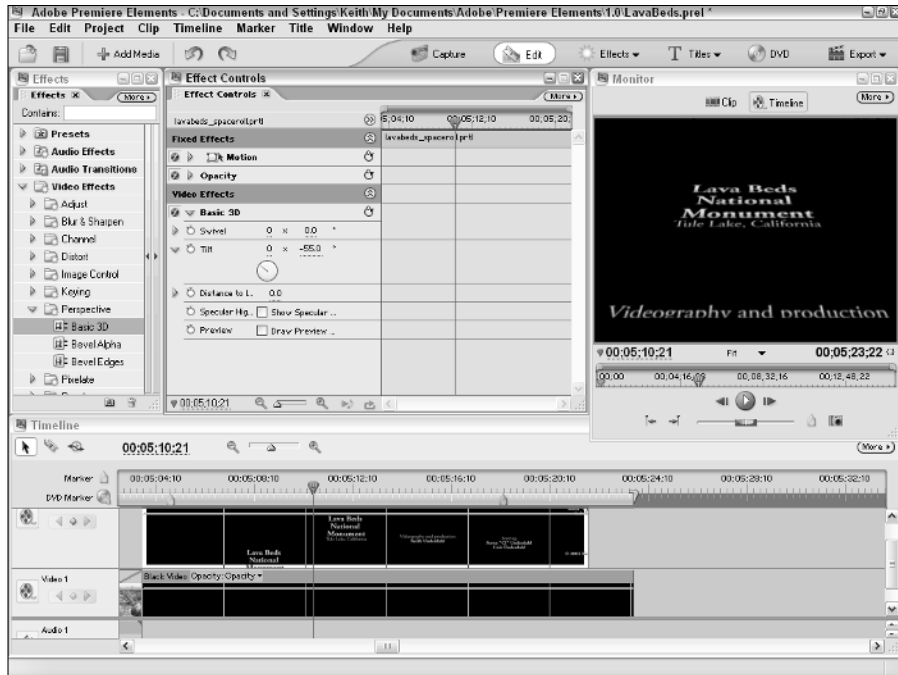 Adobe Premiere Elements - C:\Documents and Settings\Keith\My Documents\Adobe\Premiere Elements\1.0\LavaBeds.prel *
File Edit Project Clip Timeline Marker Title Window Help
Add Media Capture Edit Effects Titles DVD Export
Effects
Effects
More
Contains:
Presets
Audio Effects
Audio Transitions
Video Effects
Adjust
Blur & Sharpen
Channel
Distort
Image Control
Keying
Perspective
Basic 3D
Bevel Alpha
Bevel Edges
Pixelate
Effect Controls
Effect Controls
More
lavabeds_spaceroll.prtl
5;04;10 00;05;12;10 00;05;20;
Fixed Effects
lavabeds_spaceroll.prtl
Motion
Opacity
Video Effects
Basic 3D
Swivel 0 x 0.0 °
Tilt 0 x -55.0 °
Distance to I.. 0.0
Specular Hig.. Show Specular ...
Preview Draw Preview ...
00;05;10;21
Monitor
Clip Timeline
More
Lava Beds
National
Monument
Tule Lake, California
Videography and production
00;05;10;21 Fit 00;05;23;22
00;00 00;04;16;08 00;08;32;16 00;12;48;22
Timeline
00;05;10;21
More
Marker
DVD Marker
00;05;04;10 00;05;08;10 00;05;12;10 00;05;16;10 00;05;20;10 00;05;24;10 00;05;28;10 00;05;32;10
Lava Beds
National
Monument
Lava Beds
National
Monument
Tule Lake, California
Videography and production
Keith Underdahl
Video 1
Black Video Opacity:Opacity
Audio 1